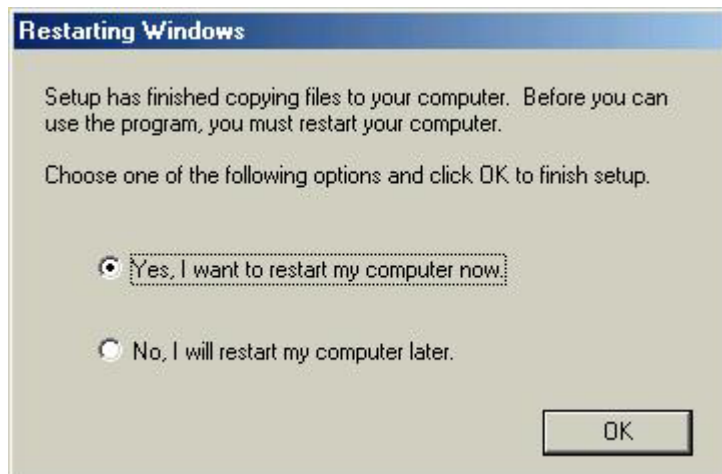 Restarting Windows
Setup has finished copying files to your computer.  Before you can
use the program, you must restart your computer.
Choose one of the following options and click OK to finish setup.
Yes, I want to restart my computer now.
No, I will restart my computer later.
OK